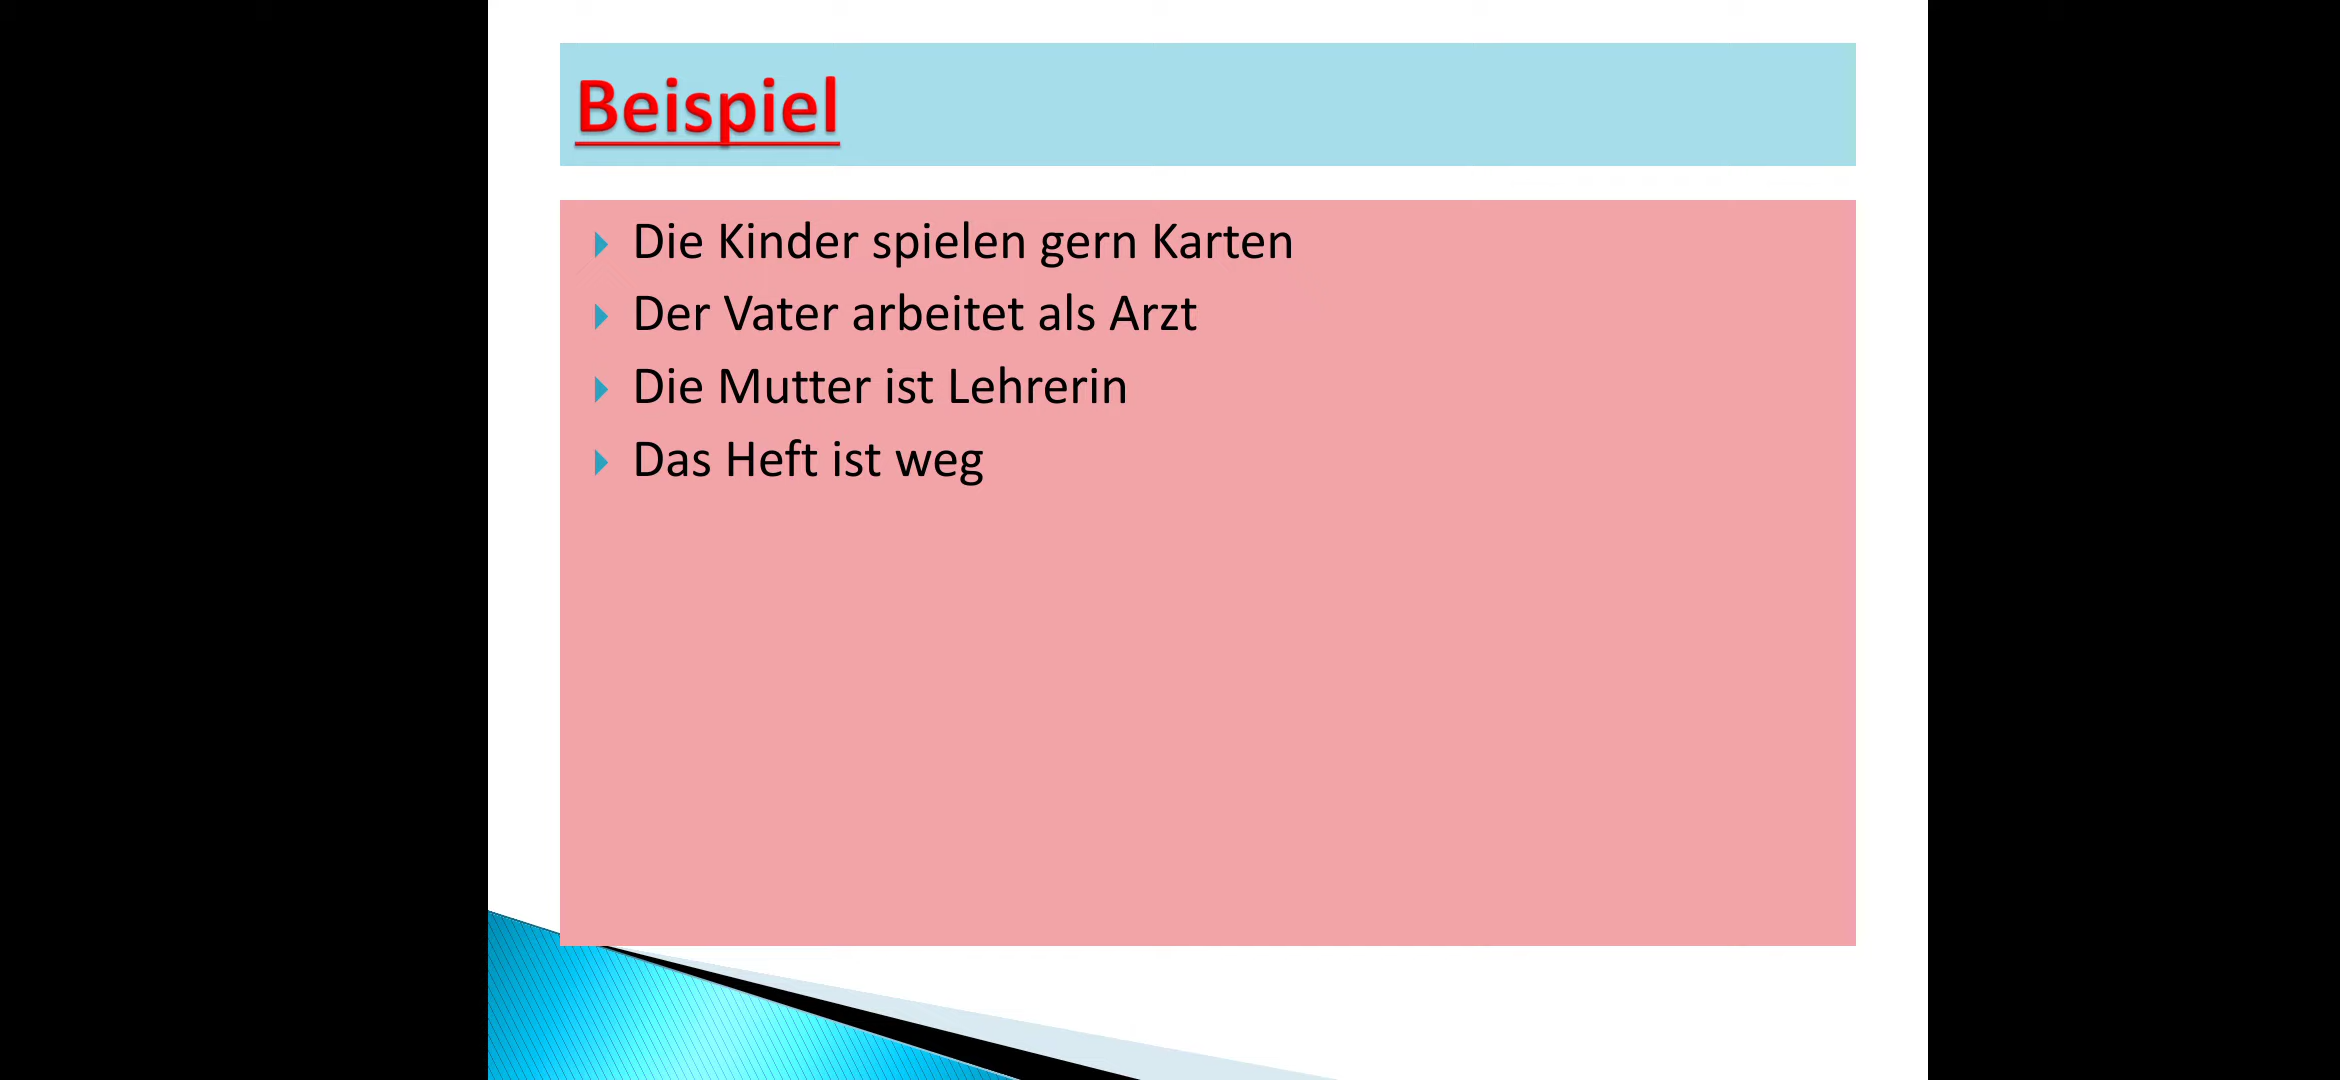 Beispiel
Die Kinder spielen gern Karten
Der Vater arbeitet als Arzt
Die Mutter ist Lehrerin
Das Heft ist weg